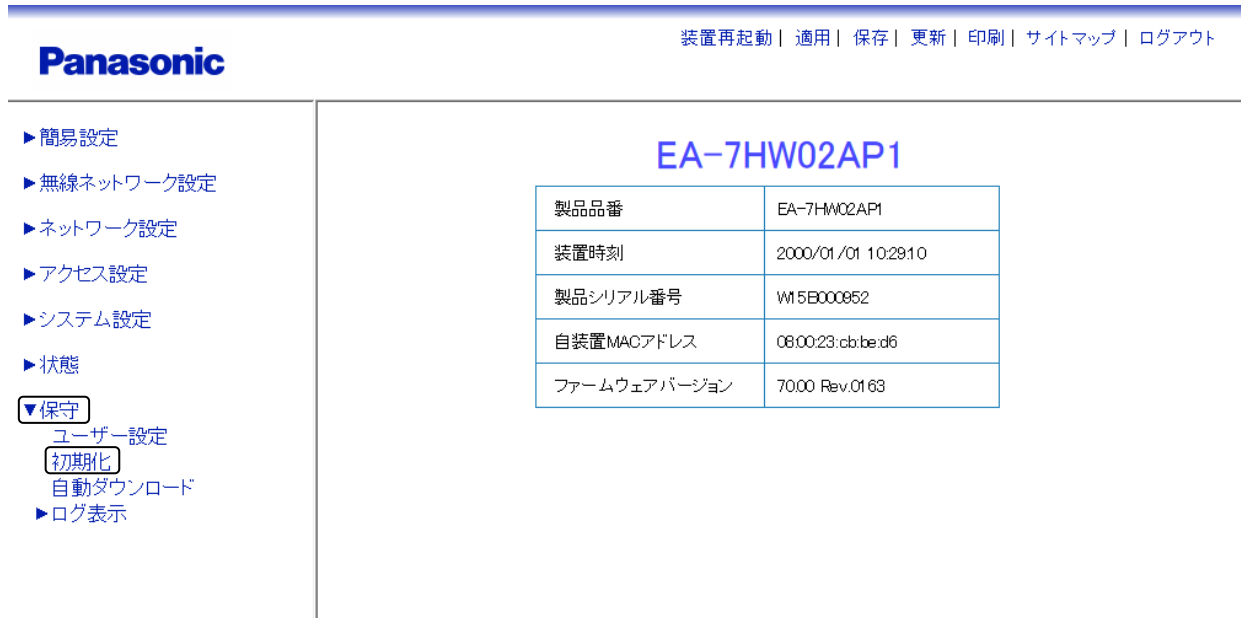 Panasonic
装置再起動 | 適用 | 保存 | 更新 | 印刷 | サイトマップ | ログアウト
▶簡易設定
▶無線ネットワーク設定
▶ネットワーク設定
▶アクセス設定
▶システム設定
▶状態
▼保守
ユーザー設定
初期化
自動ダウンロード
▶ログ表示
EA-7HW02AP1
製品品番 EA-7HW02AP1
装置時刻 2000/01/01 10:29:10
製品シリアル番号 W15B000952
自装置MACアドレス 08:00:23:cb:be:d6
ファームウェアバージョン 70.00 Rev.0163